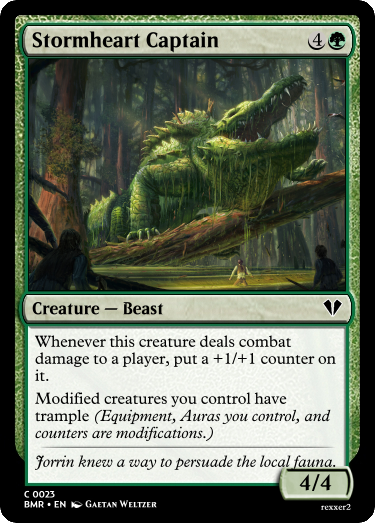 Stormheart Captain 4
Creature — Beast
Whenever this creature deals combat
damage to a player, put a +1/+1 counter on
it.
Modified creatures you control have
trample (Equipment, Auras you control, and
counters are modifications.)
Jorrin knew a way to persuade the local fauna.
4/4
C 0023
BMR • EN Gaetan Weltzer
rexxer2